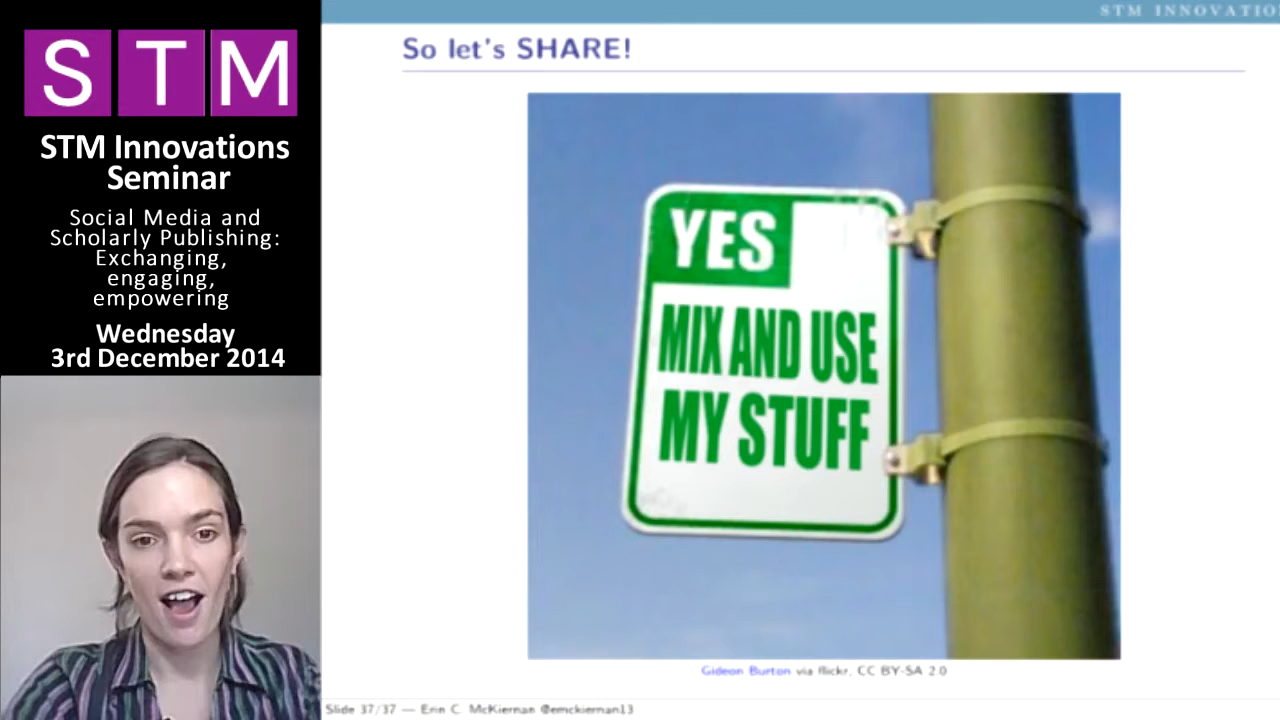 STM
STM Innovations
Seminar
Social Media and
Scholarly Publishing:
Exchanging,
engaging,
empowering
Wednesday
3rd December 2014
STM INNOVATIO
So let's SHARE!
YES
MIX AND USE
MY STUFF
Gideon Burton via flickr, CC BY-SA 2.0
Slide 37/37 — Erin C. McKiernan @emckiernan13